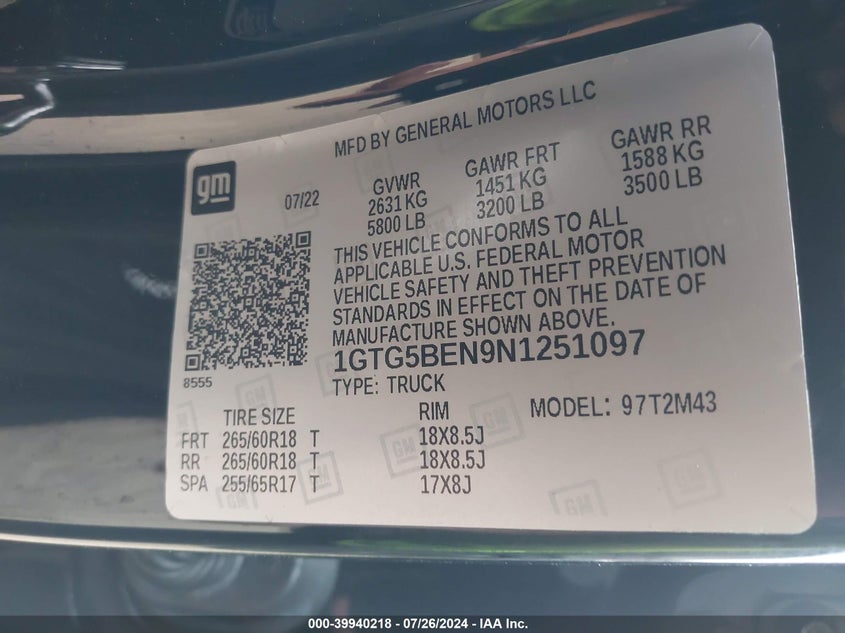 MFD BY GENERAL MOTORS LLC
gm
07/22
GVWR
2631 KG
5800 LB
GAWR FRT
1451 KG
3200 LB
GAWR RR
1588 KG
3500 LB
THIS VEHICLE CONFORMS TO ALL
APPLICABLE U.S. FEDERAL MOTOR
VEHICLE SAFETY AND THEFT PREVENTION
STANDARDS IN EFFECT ON THE DATE OF
MANUFACTURE SHOWN ABOVE.
8555
1GTG5BEN9N1251097
TYPE: TRUCK
TIRE SIZE RIM MODEL: 97T2M43
FRT 265/60R18 T 18X8.5J
RR 265/60R18 T 18X8.5J
SPA 255/65R17 T 17X8J
000-39940218 - 07/26/2024 - IAA Inc.